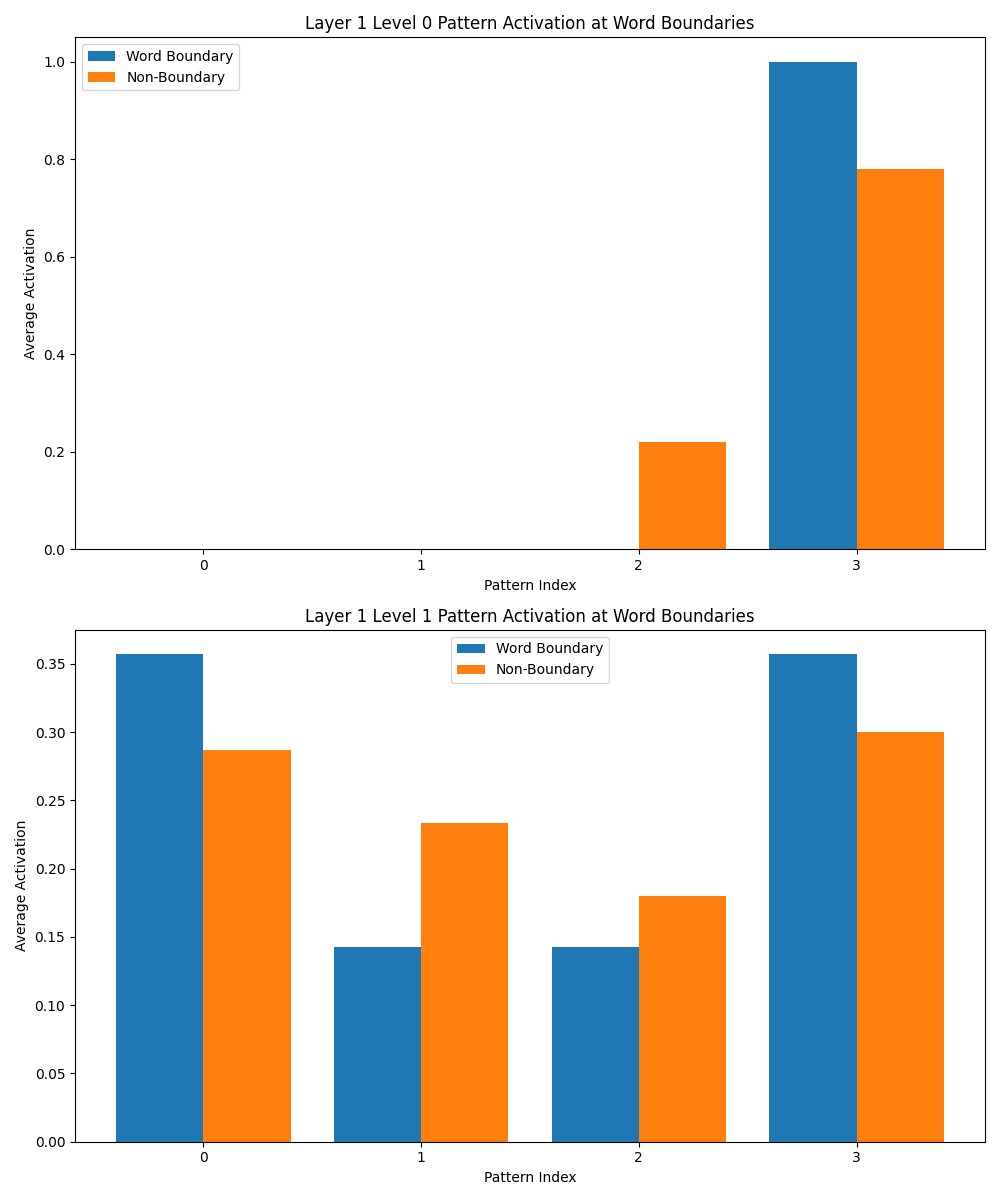 Layer 1 Level 0 Pattern Activation at Word Boundaries
Word Boundary
Non-Boundary
1.0
0.8
0.6
0.4
0.2
0.0
Average Activation
0 1 2 3
Pattern Index
Layer 1 Level 1 Pattern Activation at Word Boundaries
Word Boundary
Non-Boundary
0.35
0.30
0.25
0.20
0.15
0.10
0.05
0.00
Average Activation
0 1 2 3
Pattern Index